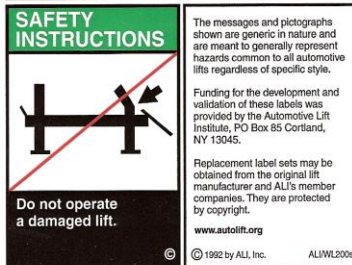 SAFETY
INSTRUCTIONS
Do not operate
a damaged lift.
©
The messages and pictographs
shown are generic in nature and
are meant to generally represent
hazards common to all automotive
lifts regardless of specific style.
Funding for the development and
validation of these labels was
provided by the Automotive Lift
Institute, PO Box 85 Cortland,
NY 13045.
Replacement label sets may be
obtained from the original lift
manufacturer and ALI's member
companies. They are protected
by copyright.
www.autolift.org
© 1992 by ALI, Inc. ALI/WL200s